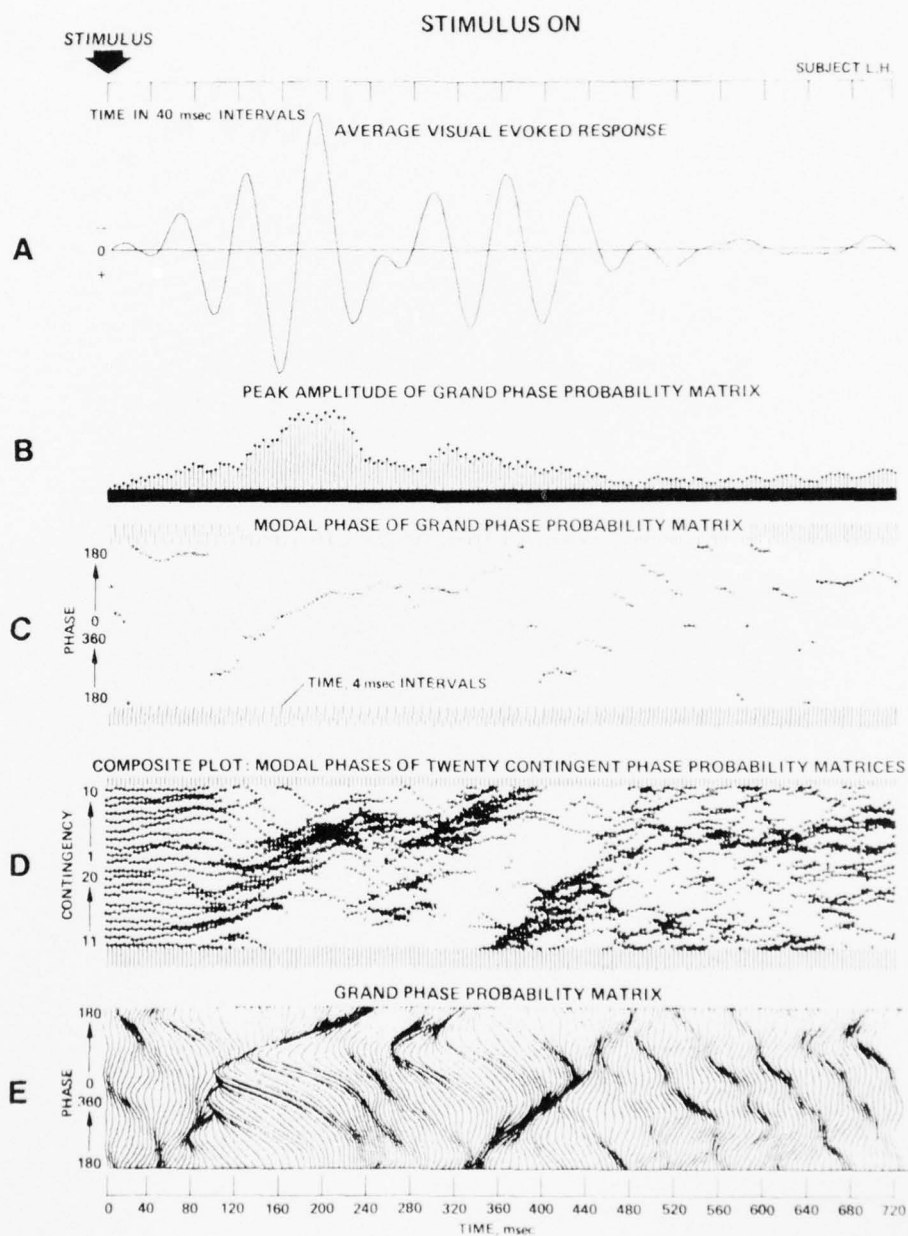 STIMULUS ON
STIMULUS
SUBJECT L.H.
TIME IN 40 msec INTERVALS
AVERAGE VISUAL EVOKED RESPONSE
A
−
0
+
PEAK AMPLITUDE OF GRAND PHASE PROBABILITY MATRIX
B
MODAL PHASE OF GRAND PHASE PROBABILITY MATRIX
C
PHASE
180
0
360
180
TIME, 4 msec INTERVALS
COMPOSITE PLOT: MODAL PHASES OF TWENTY CONTINGENT PHASE PROBABILITY MATRICES
D
CONTINGENCY
10
1
20
11
GRAND PHASE PROBABILITY MATRIX
E
PHASE
180
0
360
180
0 40 80 120 160 200 240 280 320 360 400 440 480 520 560 600 640 680 720
TIME, msec